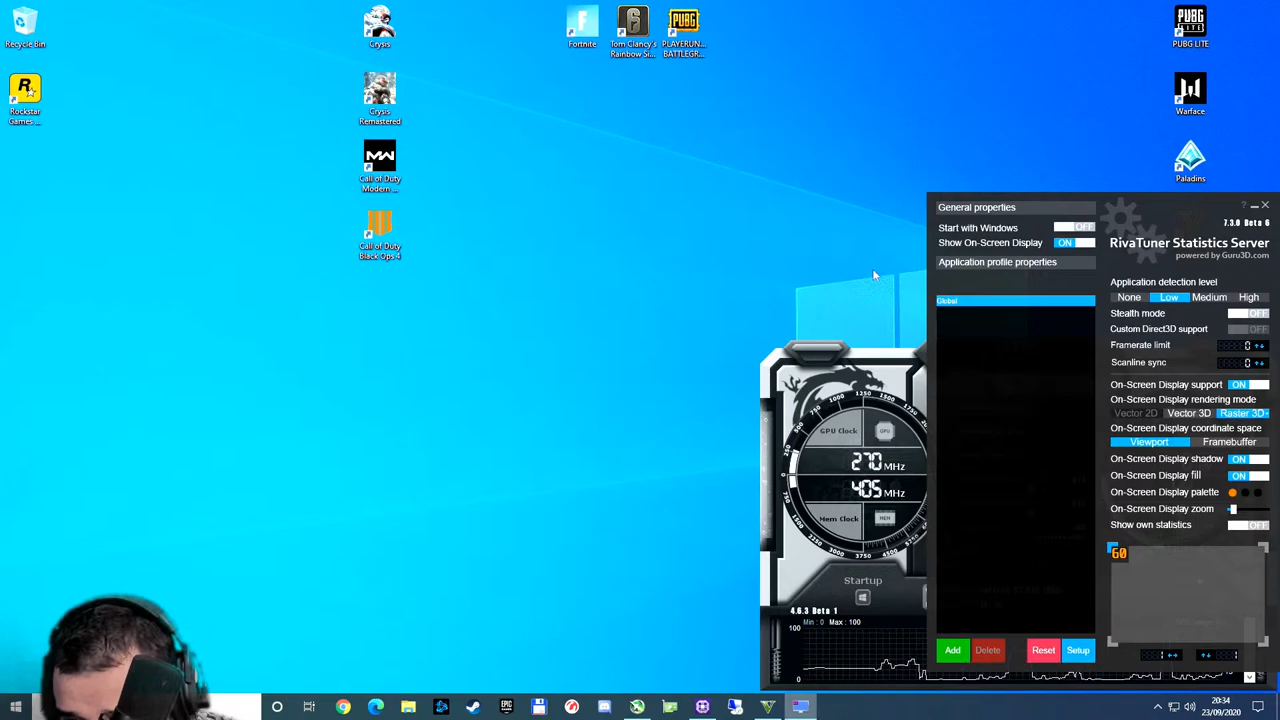 Recycle Bin
Rockstar
Games ...
Crysis
Crysis
Remastered
Call of Duty
Modern ...
Call of Duty
Black Ops 4
Fortnite
Tom Clancy's
Rainbow Si...
PUBG
PLAYERUN...
BATTLEGR...
PUBG
LITE
PUBG LITE
Warface
Paladins
General properties
Start with Windows
OFF
Show On-Screen Display
ON
Application profile properties
Global
Add
Delete
Reset
Setup
7.3.0 Beta 6
RivaTuner Statistics Server
powered by Guru3D.com
Application detection level
None Low Medium High
Stealth mode OFF
Custom Direct3D support OFF
Framerate limit 0
Scanline sync 0
On-Screen Display support ON
On-Screen Display rendering mode
Vector 2D Vector 3D Raster 3D
On-Screen Display coordinate space
Viewport Framebuffer
On-Screen Display shadow ON
On-Screen Display fill ON
On-Screen Display palette
On-Screen Display zoom
Show own statistics OFF
60
GPU Clock
GPU
270 MHz
405 MHz
Mem Clock
MEM
Startup
4.6.3 Beta 1
Min : 0 Max : 100
100
0
20:34
23/09/2020